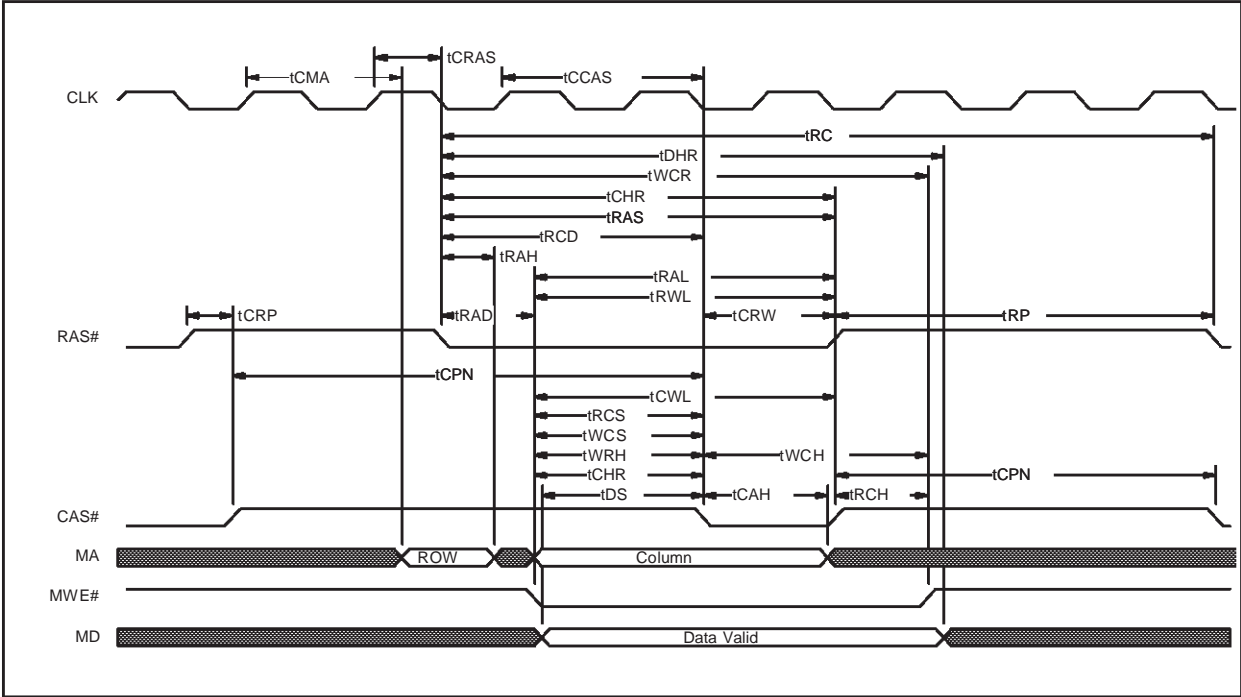 tCRAS
tCMA
tCCAS
CLK
tRC
tDHR
tWCR
tCHR
tRAS
tRCD
tRAH
tRAL
tRWL
tCRP
tRAD
tCRW
tRP
RAS#
tCPN
tCWL
tRCS
tWCS
tWRH
tWCH
tCHR
tCPN
tDS
tCAH
tRCH
CAS#
MA
ROW
Column
MWE#
MD
Data Valid